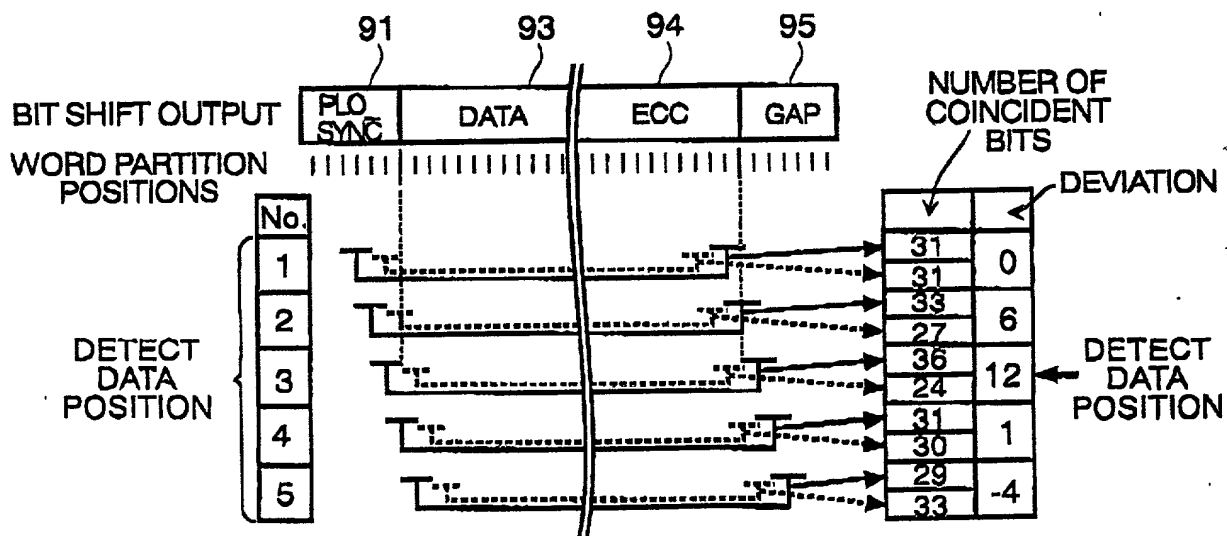 91 93 94 95
BIT SHIFT OUTPUT
PLO
SYNC
DATA ECC GAP
WORD PARTITION
POSITIONS
NUMBER OF
COINCIDENT
BITS
DEVIATION
No.
1
2
3
4
5
DETECT
DATA
POSITION
31
31
0
33
27
6
36
24
12
31
30
1
29
33
-4
DETECT
DATA
POSITION